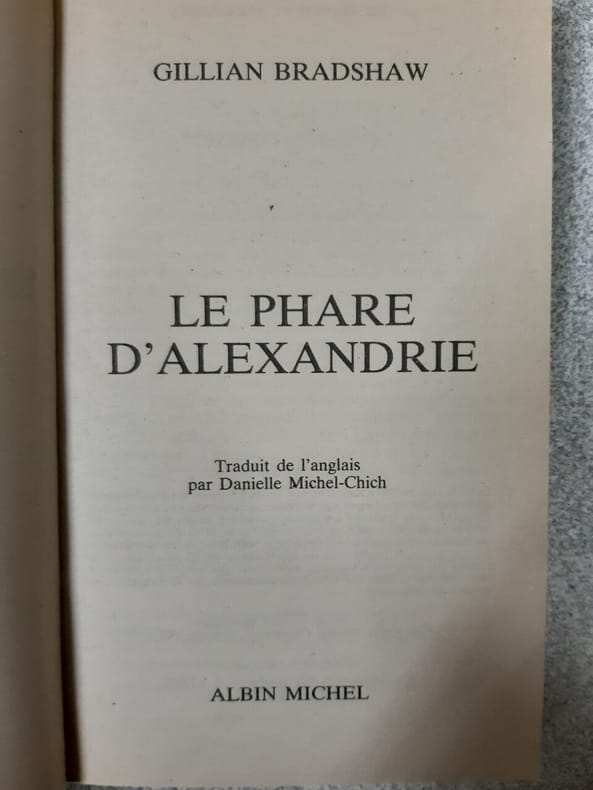 GILLIAN BRADSHAW
LE PHARE
D'ALEXANDRIE
Traduit de l'anglais
par Danielle Michel-Chich
ALBIN MICHEL